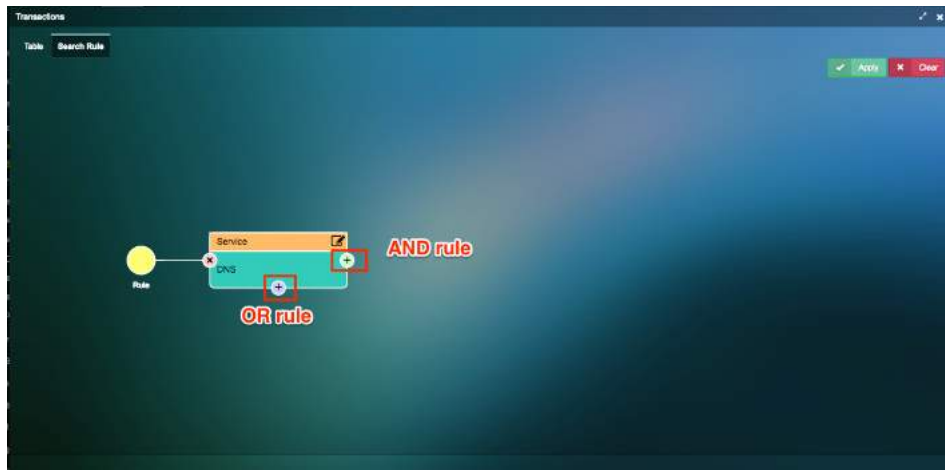 Transactions
Table Search Rule
Apply Clear
Service
DNS
AND rule
Rule
OR rule